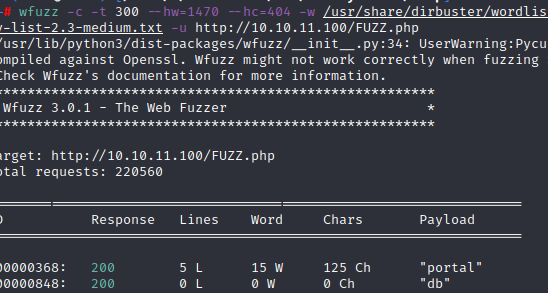 -# wfuzz -c -t 300 --hw=1470 --hc=404 -w /usr/share/dirbuster/wordlis
y-list-2.3-medium.txt -u http://10.10.11.100/FUZZ.php
/usr/lib/python3/dist-packages/wfuzz/__init__.py:34: UserWarning:Pycu
ompiled against Openssl. Wfuzz might not work correctly when fuzzing
Check Wfuzz's documentation for more information.
********************************************************
Wfuzz 3.0.1 - The Web Fuzzer *
********************************************************
arget: http://10.10.11.100/FUZZ.php
otal requests: 220560
=====================================================================
D Response Lines Word Chars Payload
=====================================================================
00000368: 200 5 L 15 W 125 Ch "portal"
00000848: 200 0 L 0 W 0 Ch "db"